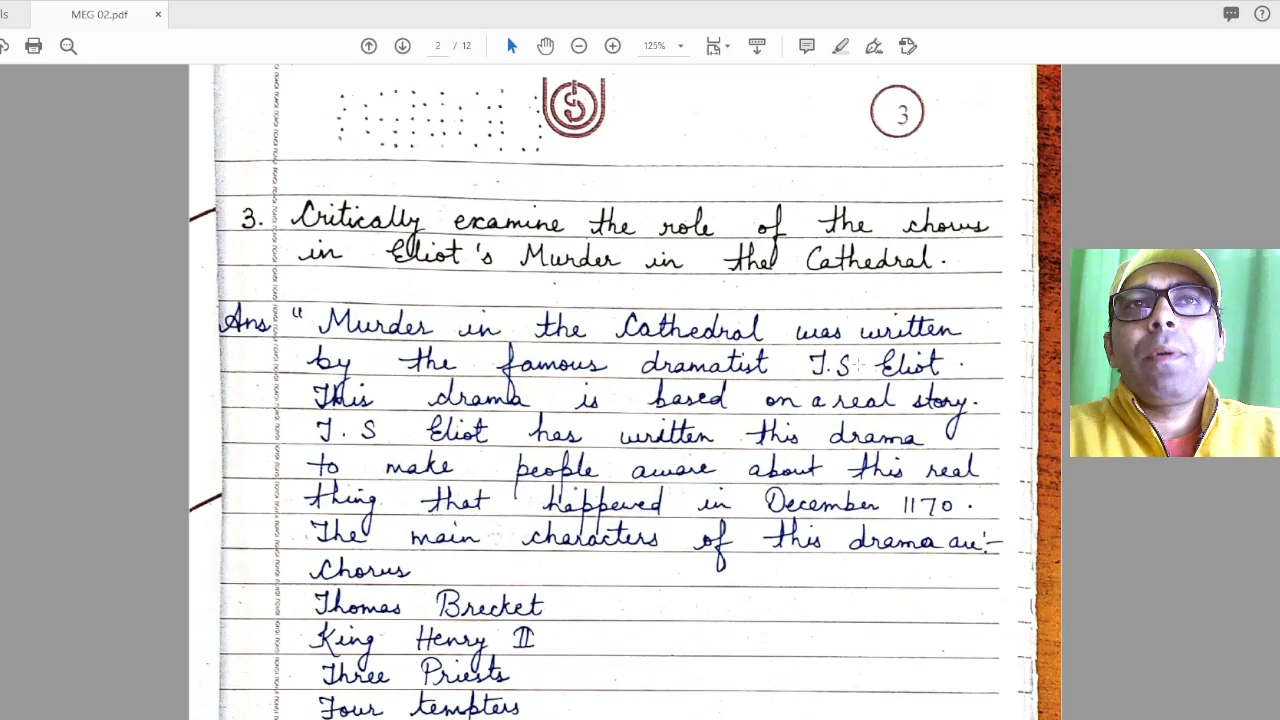 ls
MEG 02.pdf
2 / 12
125%
3
3. Critically examine the role of the chorus
in Elliot's Murder in the Cathedral.
Ans " Murder in the Cathedral was written
by the famous dramatist T.S Eliot.
This drama is based on a real story.
T. S Eliot has written this drama
to make people aware about this real
thing that happened in December 1170.
The main characters of this drama are:-
Chorus
Thomas Brecket
King Henry II
Three Priests
Four tempters